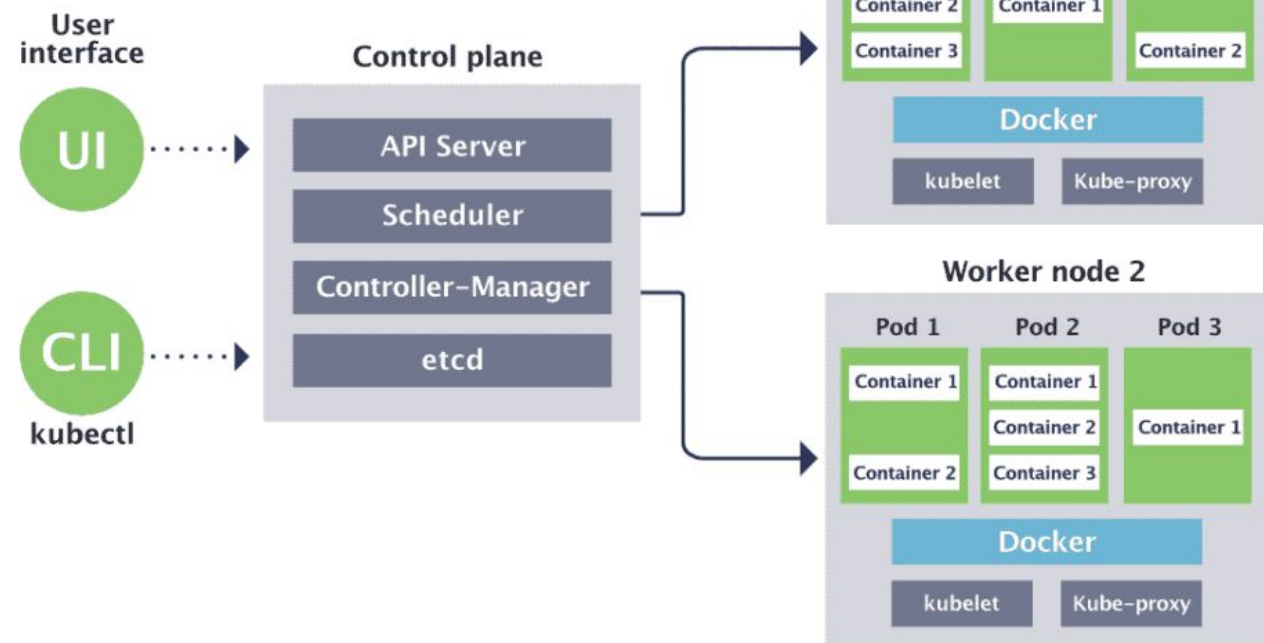 User
interface
UI
CLI
kubectl
Control plane
API Server
Scheduler
Controller-Manager
etcd
Container 2
Container 3
Container 1
Container 2
Docker
kubelet
Kube-proxy
Worker node 2
Pod 1
Pod 2
Pod 3
Container 1
Container 2
Container 1
Container 2
Container 3
Container 1
Docker
kubelet
Kube-proxy